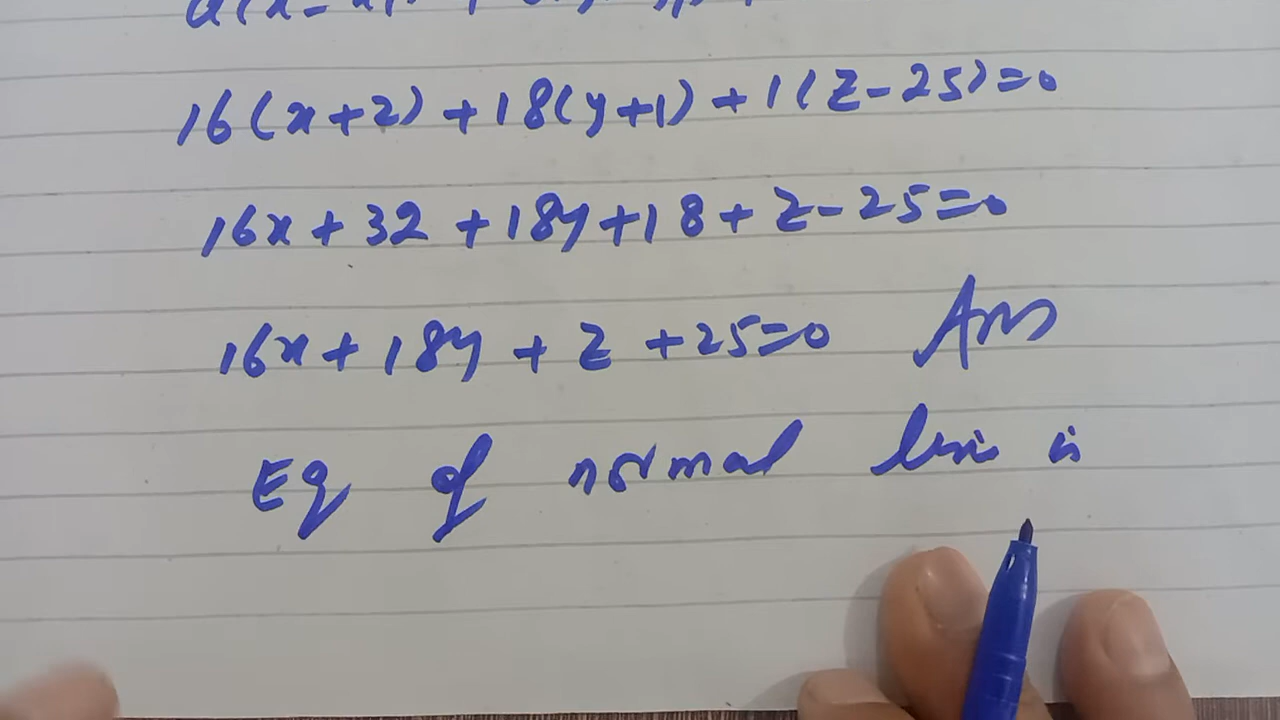 16(x+2) + 18(y+1) + 1(z-25)=0
16x + 32 + 18y + 18 + z - 25=0
16x + 18y + z + 25=0 Ans
Eq of normal line is